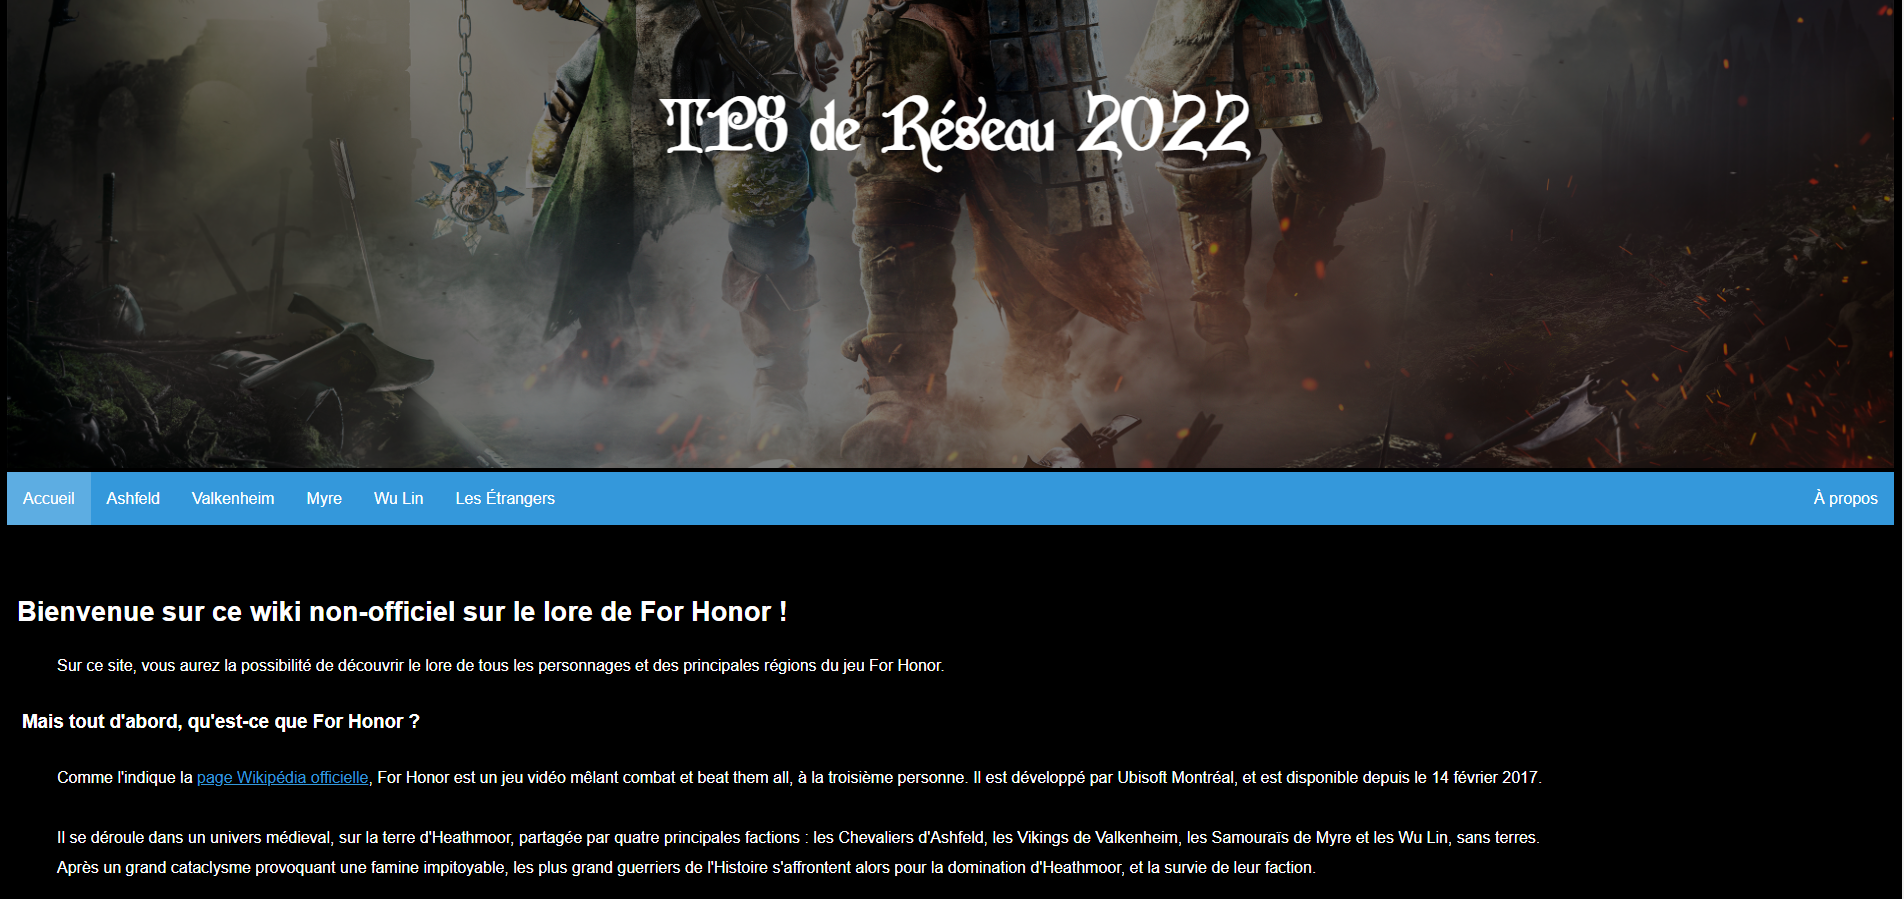 TP8 de Réseau 2022
Accueil Ashfeld Valkenheim Myre Wu Lin Les Étrangers À propos
Bienvenue sur ce wiki non-officiel sur le lore de For Honor !
Sur ce site, vous aurez la possibilité de découvrir le lore de tous les personnages et des principales régions du jeu For Honor.
Mais tout d'abord, qu'est-ce que For Honor ?
Comme l'indique la page Wikipédia officielle, For Honor est un jeu vidéo mêlant combat et beat them all, à la troisième personne. Il est développé par Ubisoft Montréal, et est disponible depuis le 14 février 2017.
Il se déroule dans un univers médieval, sur la terre d'Heathmoor, partagée par quatre principales factions : les Chevaliers d'Ashfeld, les Vikings de Valkenheim, les Samouraïs de Myre et les Wu Lin, sans terres.
Après un grand cataclysme provoquant une famine impitoyable, les plus grand guerriers de l'Histoire s'affrontent alors pour la domination d'Heathmoor, et la survie de leur faction.